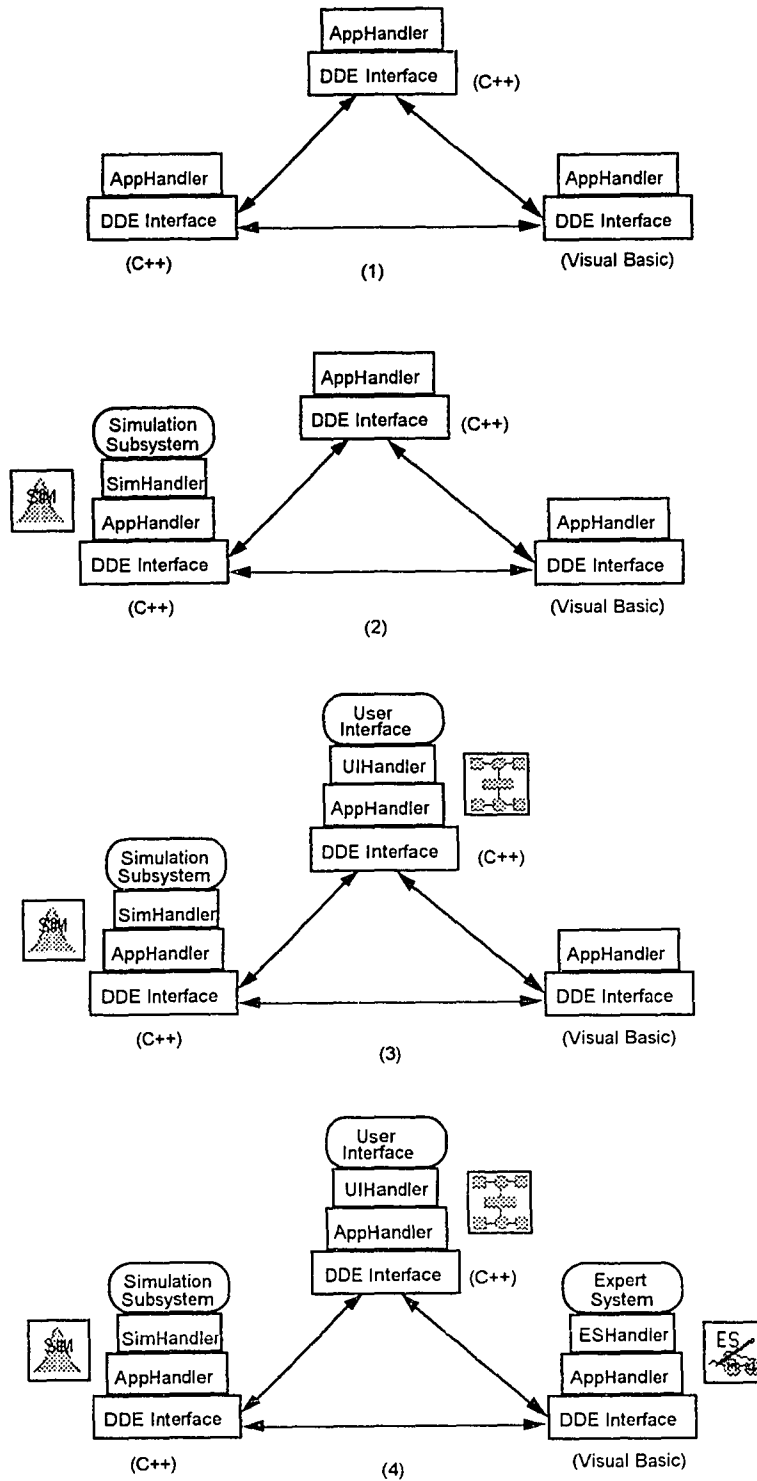 AppHandler
DDE Interface
(C++)
AppHandler
DDE Interface
(C++)
AppHandler
DDE Interface
(Visual Basic)
(1)
AppHandler
DDE Interface
(C++)
Simulation
Subsystem
SimHandler
AppHandler
DDE Interface
(C++)
SIM
AppHandler
DDE Interface
(Visual Basic)
(2)
User
Interface
UIHandler
AppHandler
DDE Interface
(C++)
Simulation
Subsystem
SimHandler
AppHandler
DDE Interface
(C++)
SIM
AppHandler
DDE Interface
(Visual Basic)
(3)
User
Interface
UIHandler
AppHandler
DDE Interface
(C++)
Simulation
Subsystem
SimHandler
AppHandler
DDE Interface
(C++)
SIM
Expert
System
ESHandler
AppHandler
DDE Interface
(Visual Basic)
ES
(4)